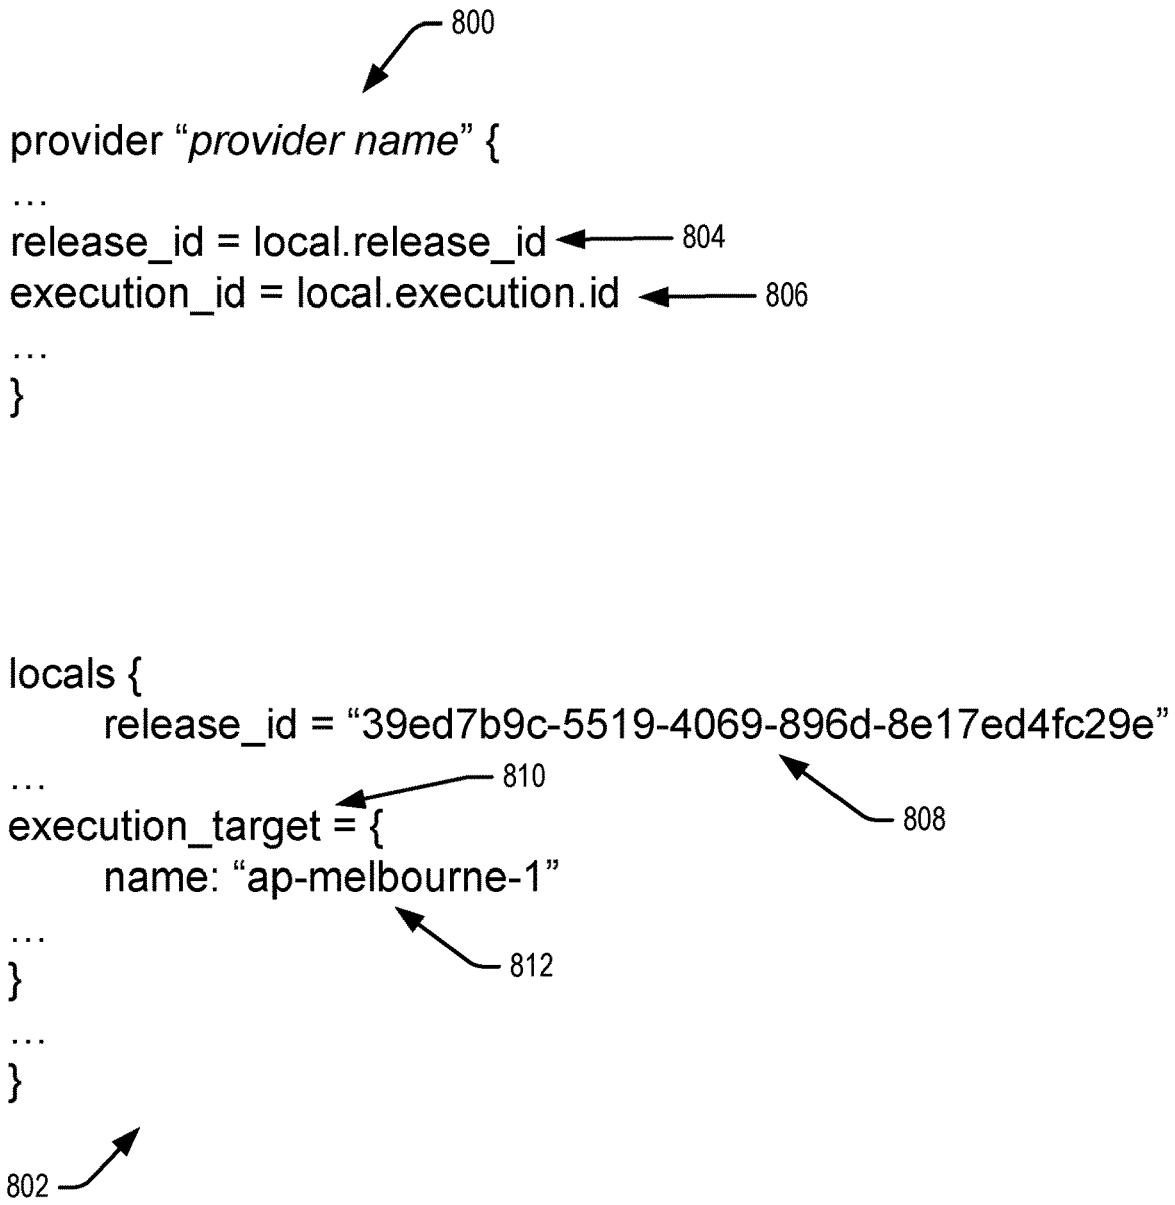 800
provider “provider name” {
…
release_id = local.release_id 804
execution_id = local.execution.id 806
…
}
locals {
release_id = “39ed7b9c-5519-4069-896d-8e17ed4fc29e”
… 810
808
execution_target = {
name: “ap-melbourne-1”
…
812
}
…
}
802